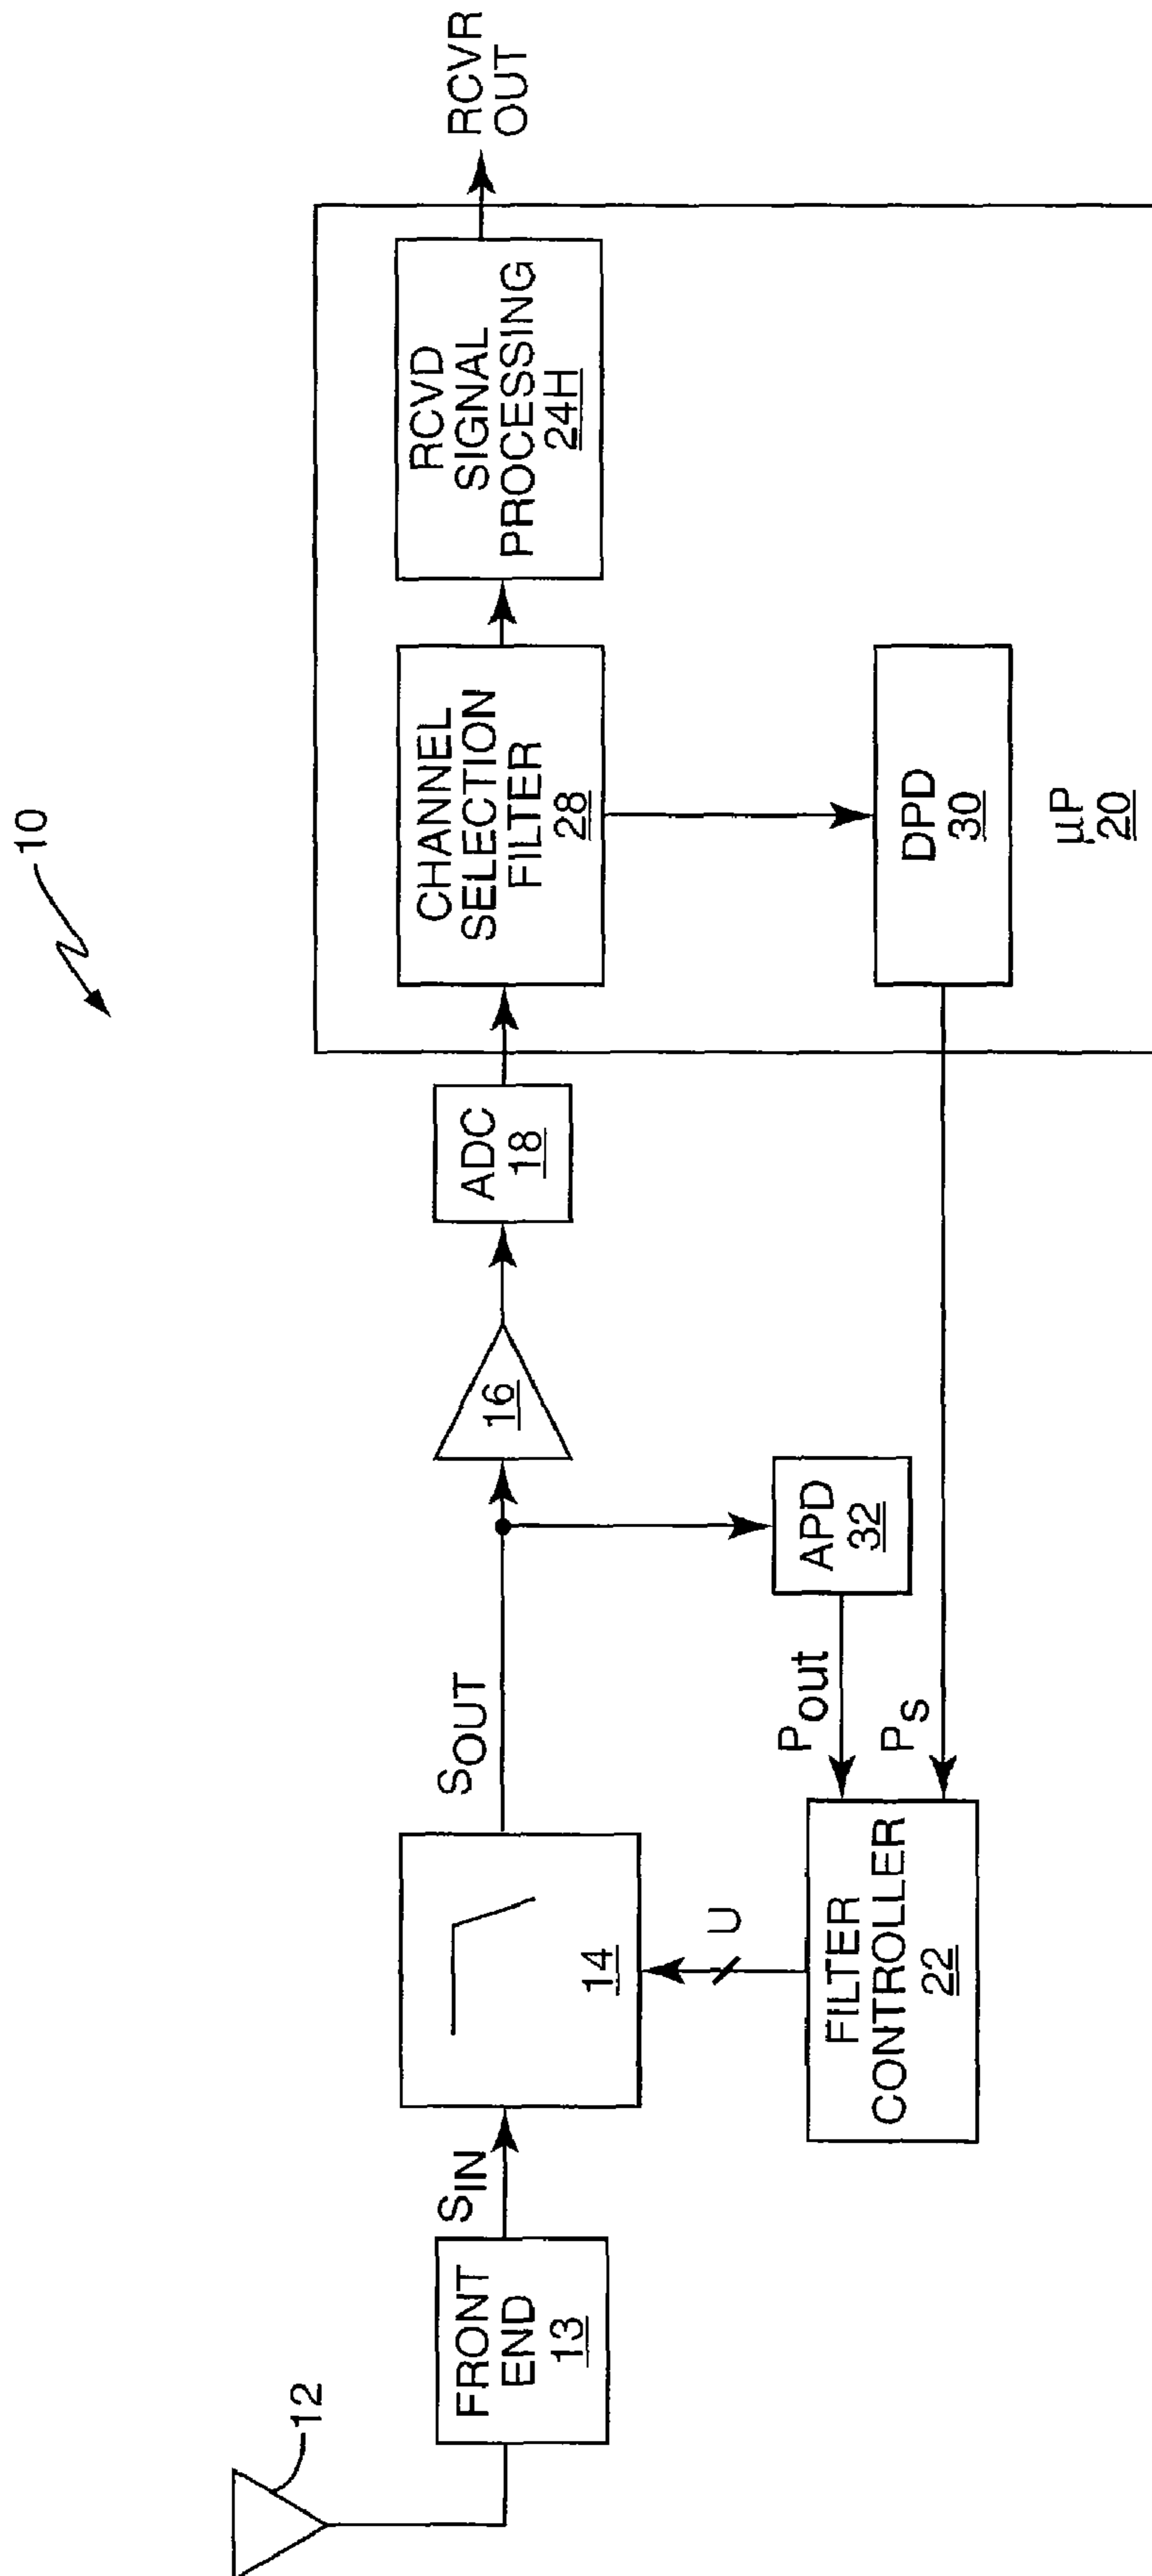 10
12
FRONT
END
13
SIN
14
SOUT
16
ADC
18
CHANNEL
SELECTION
FILTER
28
RCVD
SIGNAL
PROCESSING
24H
RCVR
OUT
U
FILTER
CONTROLLER
22
Pout
PS
APD
32
DPD
30
µP
20